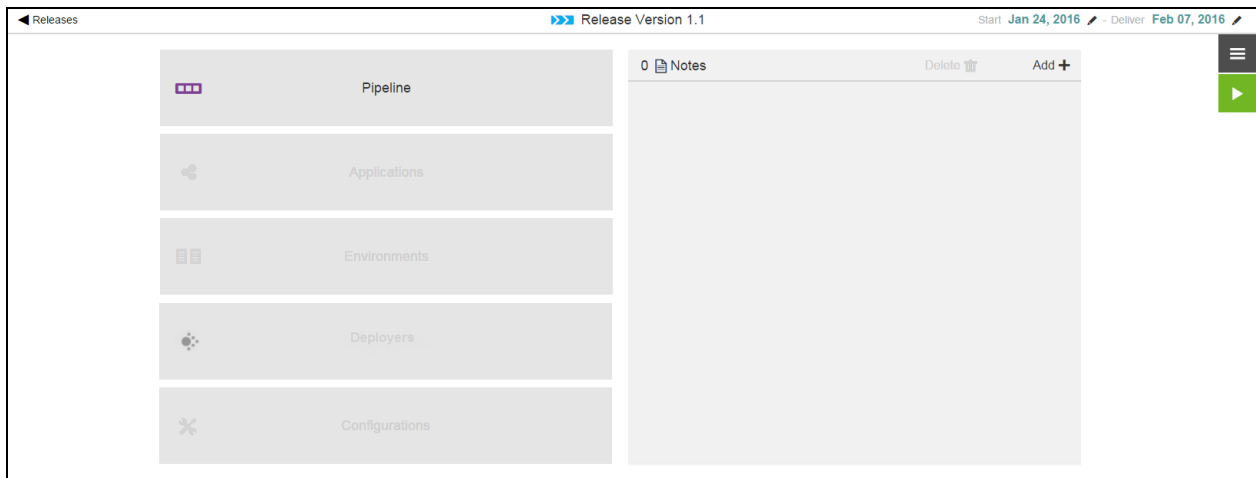 Releases
Release Version 1.1
Start Jan 24, 2016 - Deliver Feb 07, 2016
Pipeline
Applications
Environments
Deployers
Configurations
0 Notes Delete Add